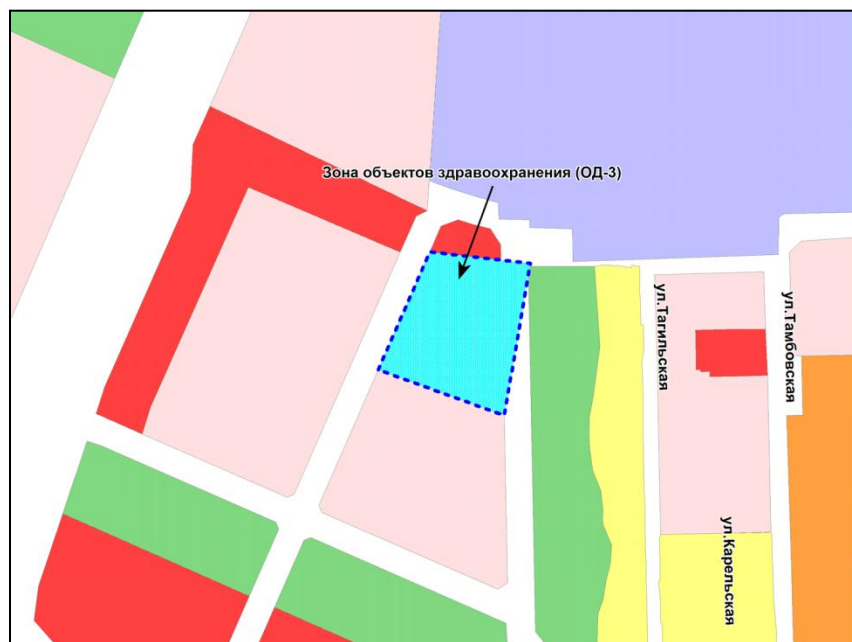 Зона объектов здравоохранения (ОД-3)
ул.Тагильская
ул.Тамбовская
ул.Карельская